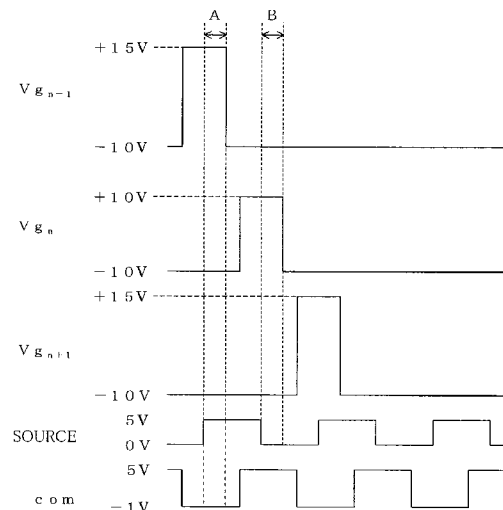 A B
+15V
Vgₙ₋₁
−10V
+10V
Vgₙ
−10V
+15V
Vgₙ₊₁
−10V
5V
SOURCE
0V
5V
com
−1V